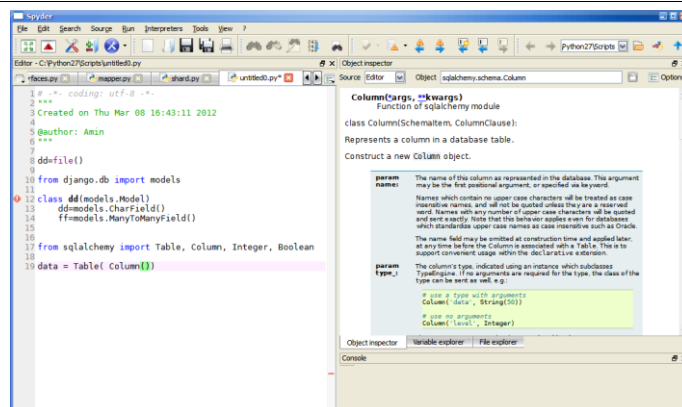 Spyder
File Edit Search Source Run Interpreters Tools View ?
Python27\Scripts
Editor - C:\Python27\Scripts\untitled0.py
rfaces.py mapper.py shard.py untitled0.py*
1 # -*- coding: utf-8 -*-
2 """
3 Created on Thu Mar 08 16:43:11 2012
4
5 @author: Amin
6 """
7
8 dd=file()
9
10 from django.db import models
11
12 class dd(models.Model)
13 dd=models.CharField()
14 ff=models.ManyToManyField()
15
16
17 from sqlalchemy import Table, Column, Integer, Boolean
18
19 data = Table( Column())
Object inspector
Source Editor Object sqlalchemy.schema.Column Option
Column(*args, **kwargs)
Function of sqlalchemy module
class Column(SchemaItem, ColumnClause):
Represents a column in a database table.
Construct a new Column object.
param name: The name of this column as represented in the database. This argument
may be the first positional argument, or specified via keyword.
Names which contain no upper case characters will be treated as case
insensitive names, and will not be quoted unless they are a reserved
word. Names with any number of upper case characters will be quoted
and sent exactly. Note that this behavior applies even for databases
which standardize upper case names as case insensitive such as Oracle.
The name field may be omitted at construction time and applied later,
at any time before the Column is associated with a Table. This is to
support convenient usage within the declarative extension.
param type_: The column's type, indicated using an instance which subclasses
TypeEngine. If no arguments are required for the type, the class of the
type can be sent as well, e.g.:
# use a type with arguments
Column('data', String(50))
# use no arguments
Column('level', Integer)
Object inspector Variable explorer File explorer
Console